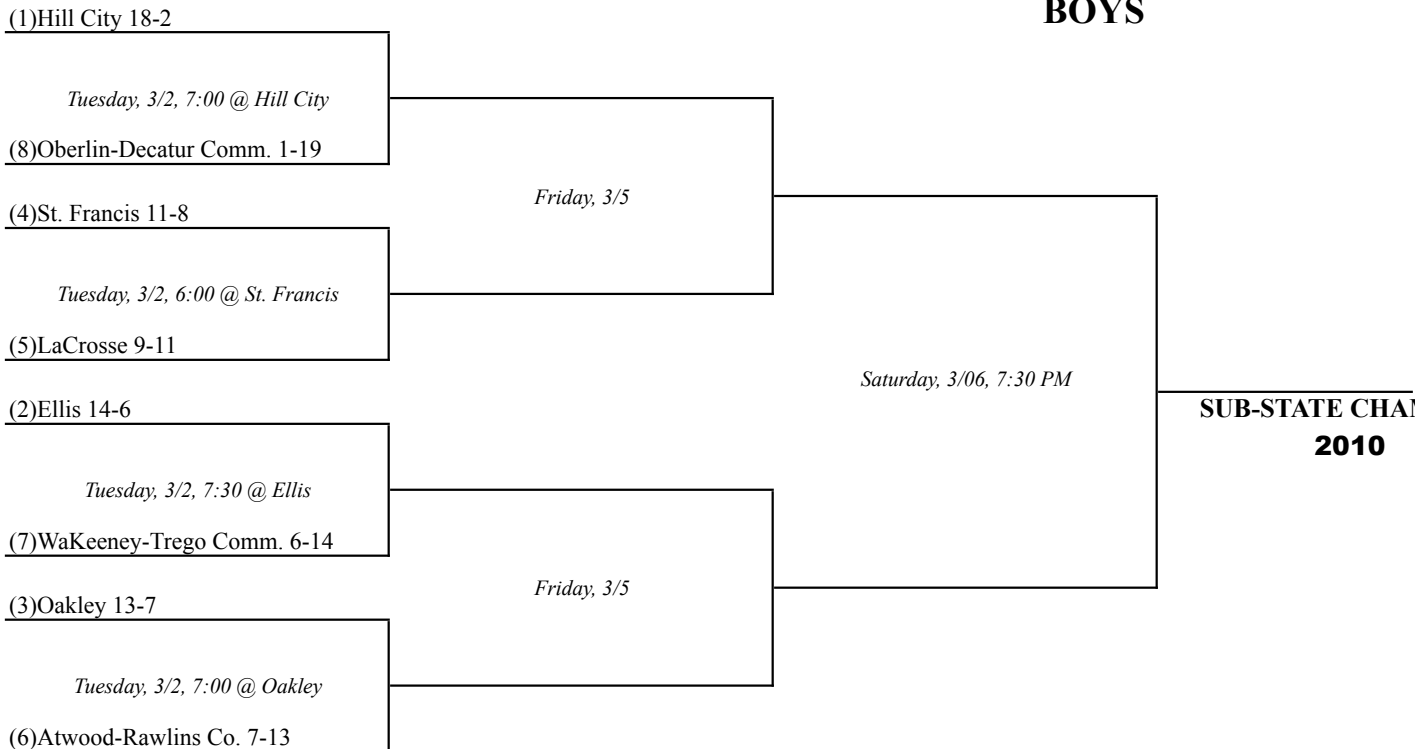 BOYS
(1)Hill City 18-2
Tuesday, 3/2, 7:00 @ Hill City
(8)Oberlin-Decatur Comm. 1-19
Friday, 3/5
(4)St. Francis 11-8
Tuesday, 3/2, 6:00 @ St. Francis
(5)LaCrosse 9-11
Saturday, 3/06, 7:30 PM
(2)Ellis 14-6
SUB-STATE CHA
2010
Tuesday, 3/2, 7:30 @ Ellis
(7)WaKeeney-Trego Comm. 6-14
Friday, 3/5
(3)Oakley 13-7
Tuesday, 3/2, 7:00 @ Oakley
(6)Atwood-Rawlins Co. 7-13